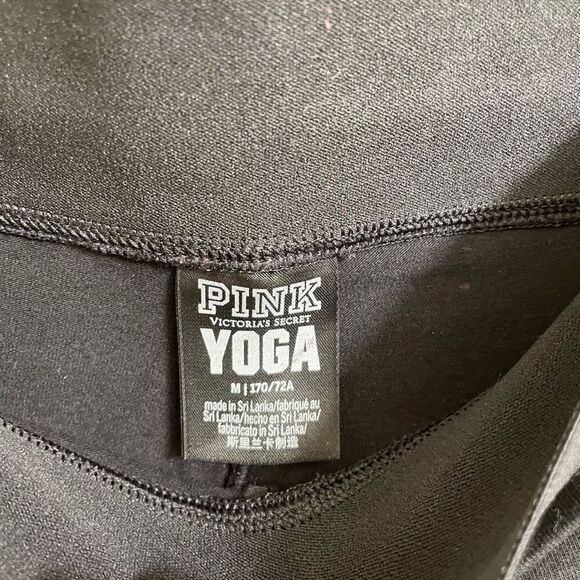 PINK
VICTORIA'S SECRET
YOGA
M | 170/72A
made in Sri Lanka/fabriqué au
Sri Lanka/hecho en Sri Lanka/
fabbricato in Sri Lanka/
斯里兰卡制造